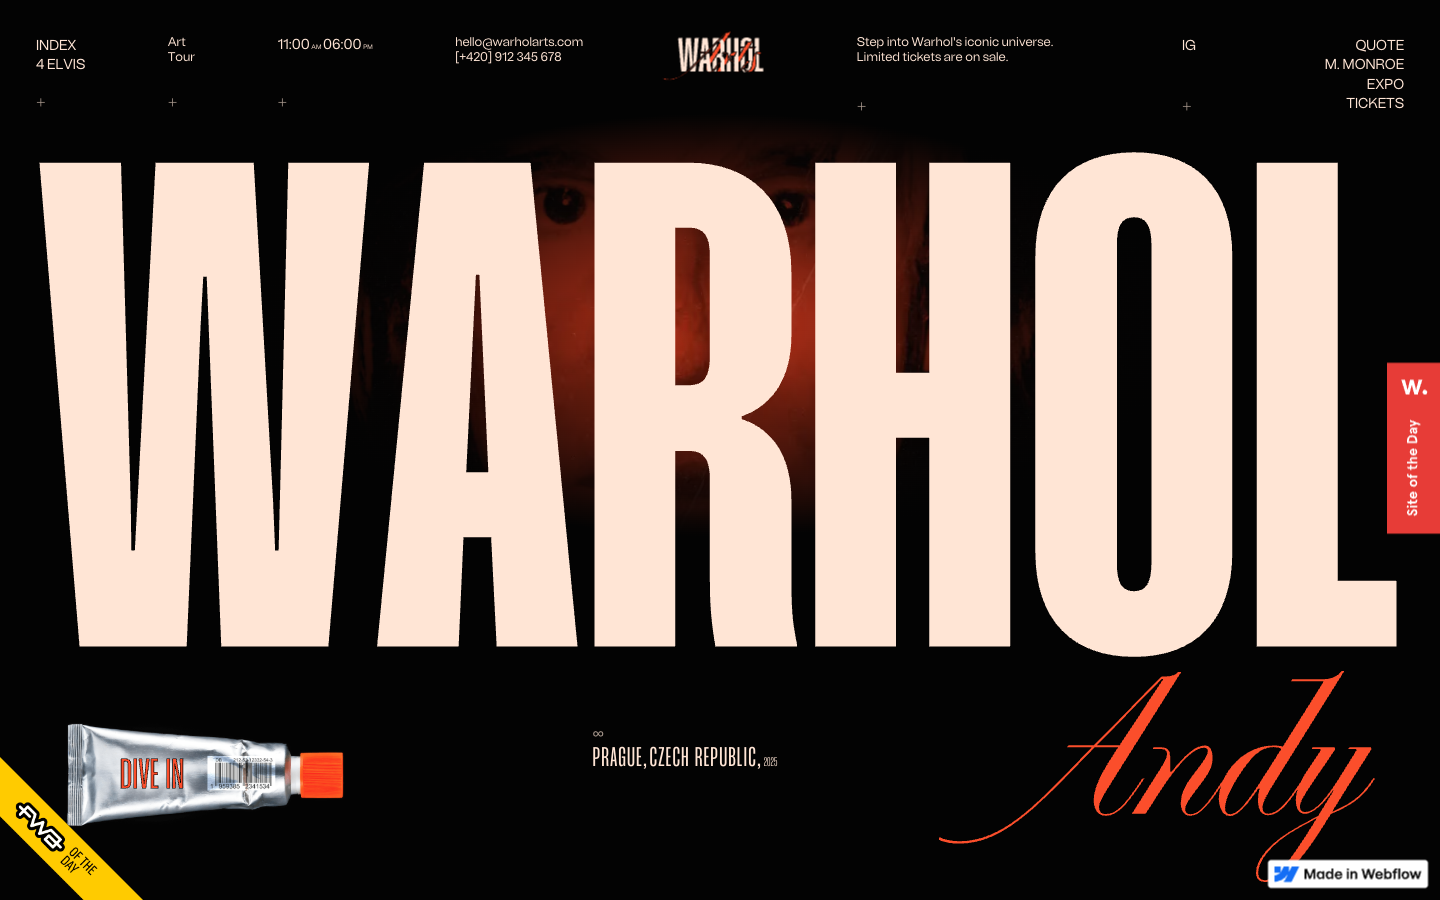 INDEX
4 ELVIS
Art
Tour
11:00 AM 06:00 PM
hello@warholarts.com
[+420] 912 345 678
WARHOL
Step into Warhol's iconic universe.
Limited tickets are on sale.
IG
QUOTE
M. MONROE
EXPO
TICKETS
WARHOL
W.
Site of the Day
Andy
DIVE IN
∞
PRAGUE, CZECH REPUBLIC, 2025
FWA
OF THE
DAY
Made in Webflow